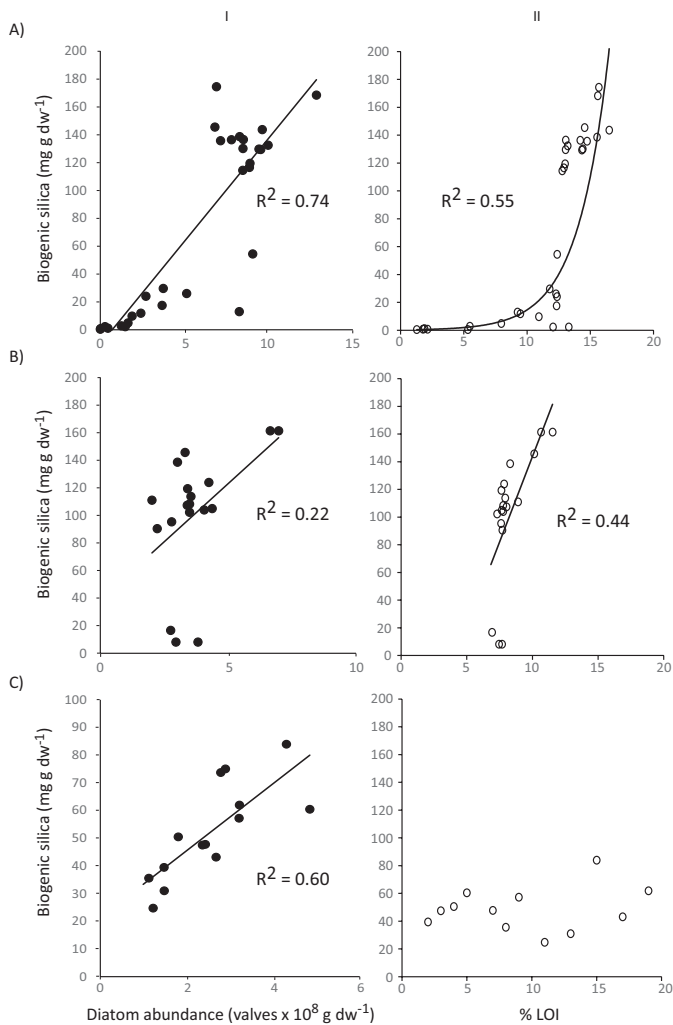 I II
A)
200 200
180 180
160 160
140 140
120 120
100 100
80 80
60 60
40 40
20 20
0 0
Biogenic silica (mg g dw-1)
R2 = 0.74
R2 = 0.55
0 5 10 15
0 5 10 15 20
B)
200 200
180 180
160 160
140 140
120 120
100 100
80 80
60 60
40 40
20 20
0 0
Biogenic silica (mg g dw-1)
R2 = 0.22
R2 = 0.44
0 5 10
0 5 10 15 20
C)
100 200
90 180
80 160
70 140
60 120
50 100
40 80
30 60
20 40
10 20
0 0
Biogenic silica (mg g dw-1)
R2 = 0.60
0 2 4 6
0 5 10 15 20
Diatom abundance (valves x 108 g dw-1)
% LOI